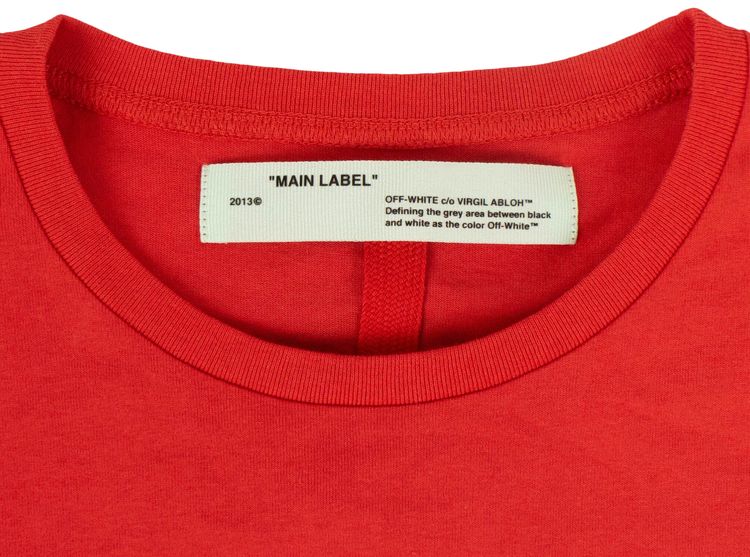 "MAIN LABEL"
2013©
OFF-WHITE c/o VIRGIL ABLOH™
Defining the grey area between black
and white as the color Off-White™